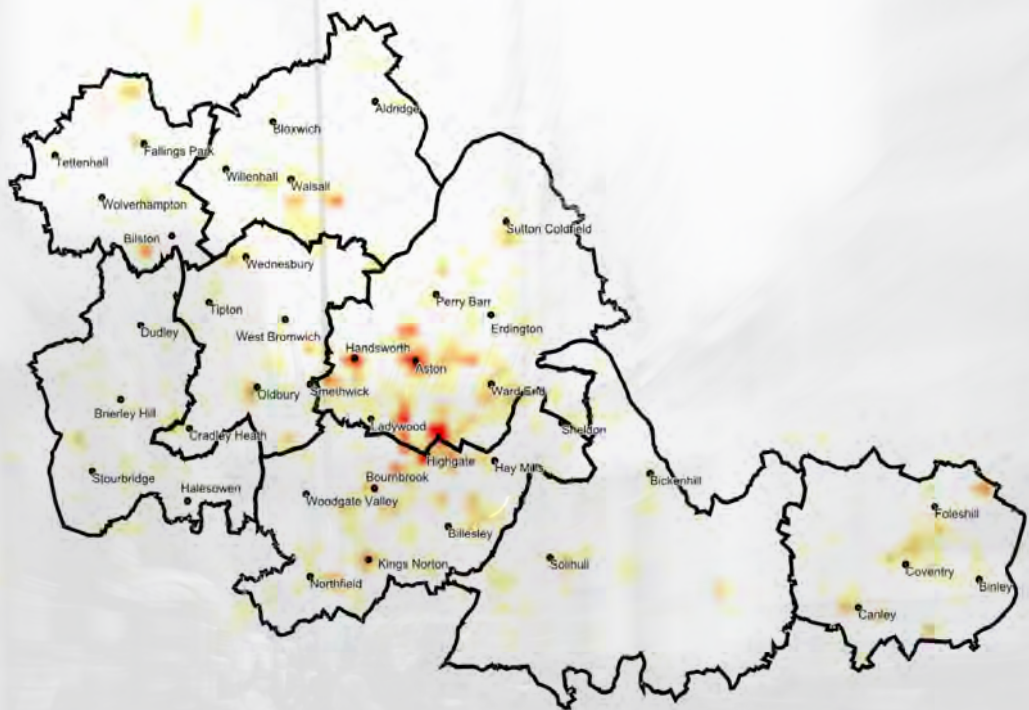 Aldridge
Bloxwich
Fallings Park
Tettenhall
Willenhall
Walsall
Wolverhampton
Sutton Coldfield
Bilston
Wednesbury
Perry Barr
Tipton
Erdington
West Bromwich
Dudley
Handsworth
Aston
Smethwick
Ward End
Oldbury
Brierley Hill
Ladywood
Sheldon
Cradley Heath
Highgate
Hay Mills
Stourbridge
Bickenhill
Bournbrook
Halesowen
Woodgate Valley
Foleshill
Billesley
Kings Norton
Solihull
Coventry
Northfield
Binley
Canley